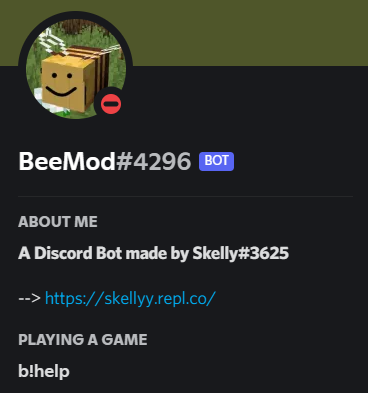 BeeMod#4296 BOT
ABOUT ME
A Discord Bot made by Skelly#3625
--> https://skellyy.repl.co/
PLAYING A GAME
b!help